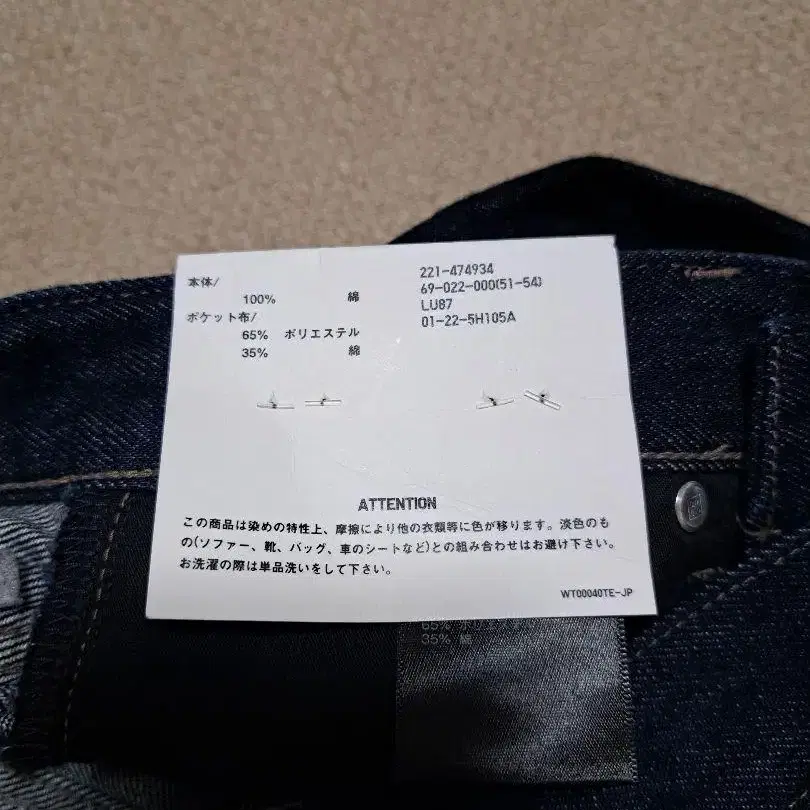 本体/
100% 綿
ポケット布/
65% ポリエステル
35% 綿
221-474934
69-022-000(51-54)
LU87
01-22-5H105A
ATTENTION
この商品は染めの特性上、摩擦により他の衣類等に色が移ります。淡色のも
の(ソファー、靴、バッグ、車のシートなど)との組み合わせはお避け下さい。
お洗濯の際は単品洗いをして下さい。
WT00040TE-JP
35% 綿